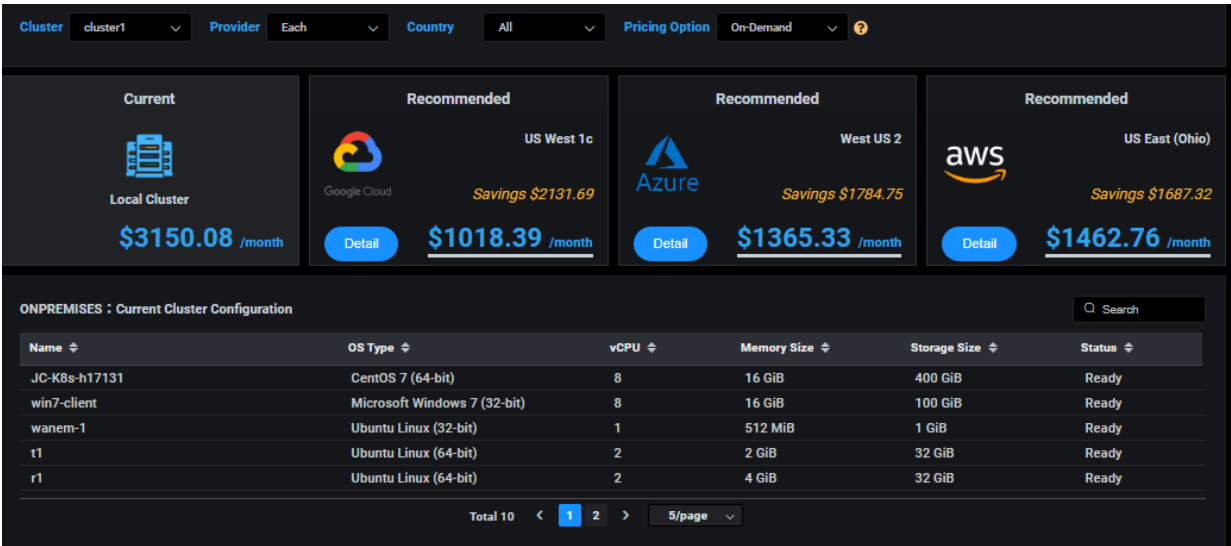 Cluster cluster1 Provider Each Country All Pricing Option On-Demand ?
Current
Local Cluster
$3150.08 /month
Recommended
Google Cloud
US West 1c
Savings $2131.69
Detail $1018.39 /month
Recommended
Azure
West US 2
Savings $1784.75
Detail $1365.33 /month
Recommended
aws
US East (Ohio)
Savings $1687.32
Detail $1462.76 /month
ONPREMISES : Current Cluster Configuration Search
Name OS Type vCPU Memory Size Storage Size Status
JC-K8s-h17131 CentOS 7 (64-bit) 8 16 GiB 400 GiB Ready
win7-client Microsoft Windows 7 (32-bit) 8 16 GiB 100 GiB Ready
wanem-1 Ubuntu Linux (32-bit) 1 512 MiB 1 GiB Ready
t1 Ubuntu Linux (64-bit) 2 2 GiB 32 GiB Ready
r1 Ubuntu Linux (64-bit) 2 4 GiB 32 GiB Ready
Total 10 < 1 2 > 5/page